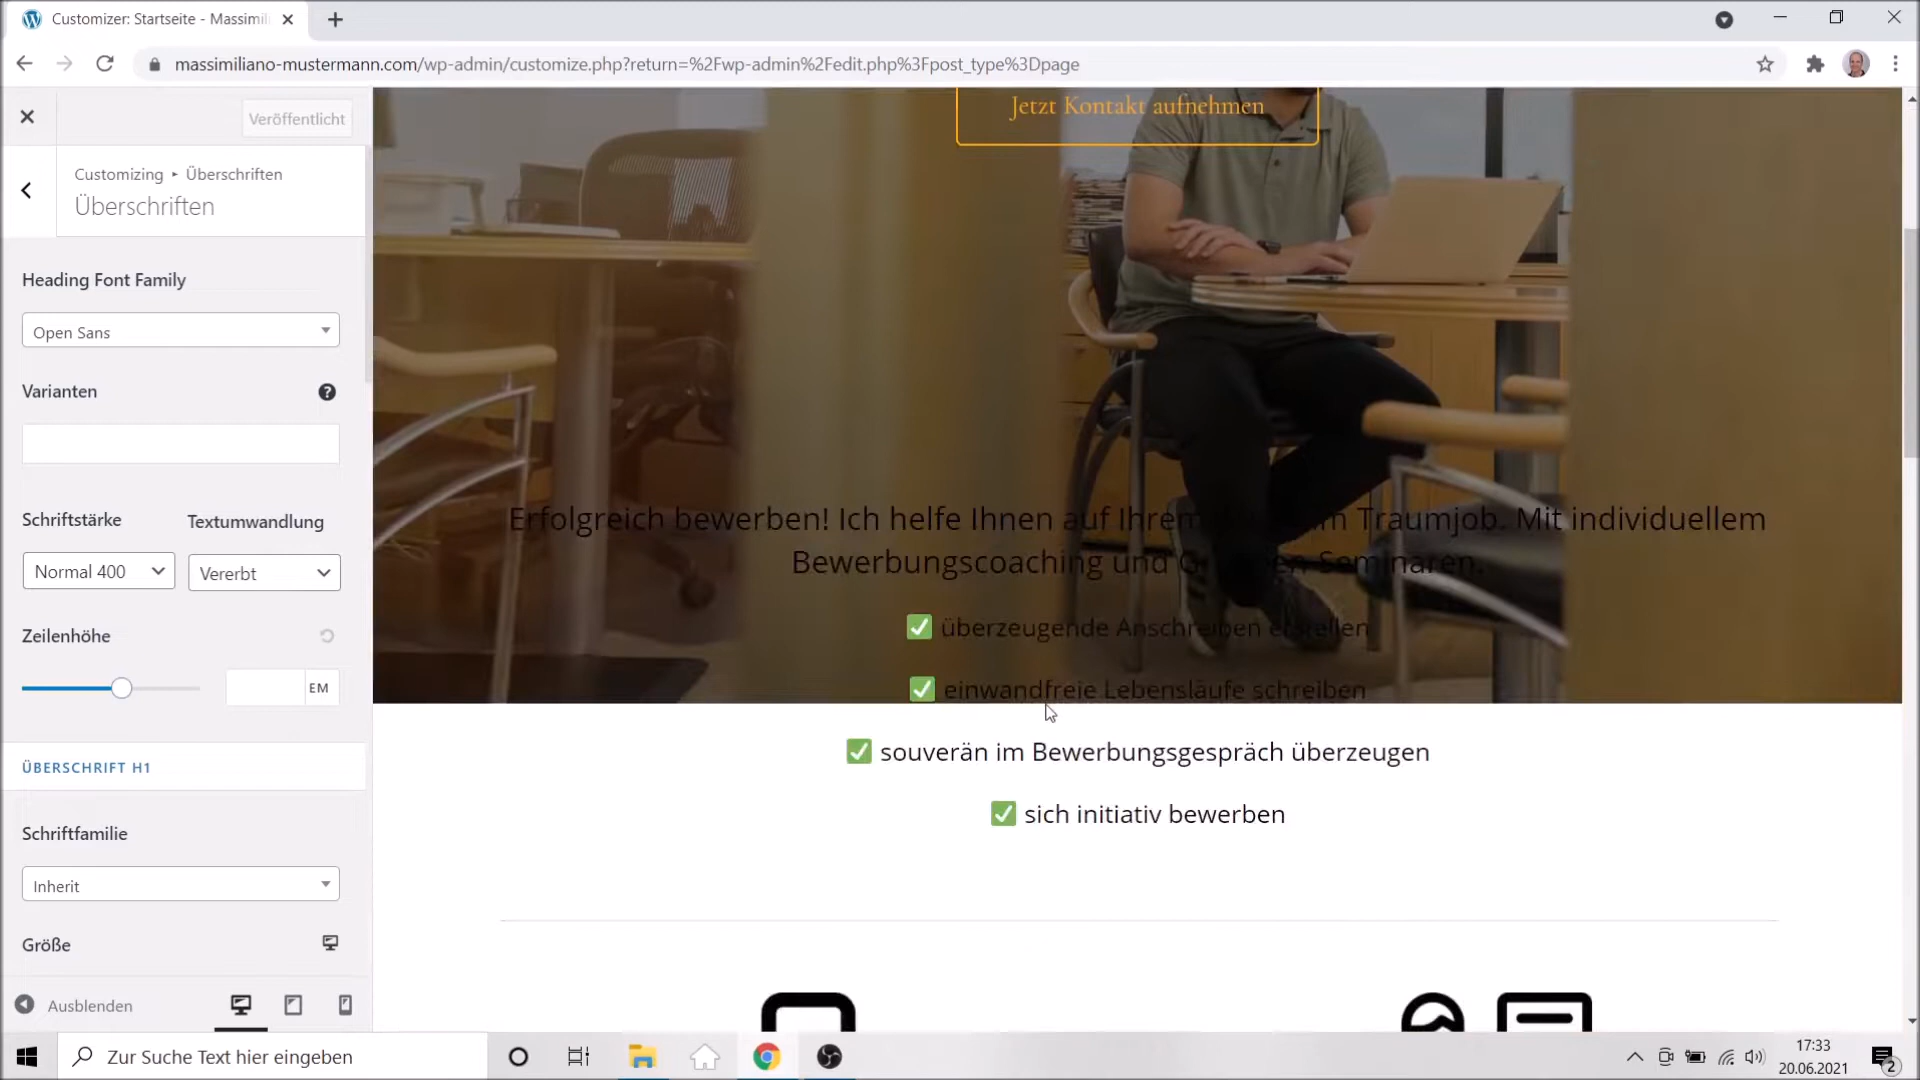 Customizer: Startseite - Massimili
massimiliano-mustermann.com/wp-admin/customize.php?return=%2Fwp-admin%2Fedit.php%3Fpost_type%3Dpage
Veröffentlicht
Customizing ▸ Überschriften
Überschriften
Heading Font Family
Open Sans
Varianten
Schriftstärke
Textumwandlung
Normal 400
Vererbt
Zeilenhöhe
EM
ÜBERSCHRIFT H1
Schriftfamilie
Inherit
Größe
Ausblenden
Jetzt Kontakt aufnehmen
Erfolgreich bewerben! Ich helfe Ihnen auf Ihrem Traumjob. Mit individuellem
Bewerbungscoaching und Seminaren.
✅ überzeugende Anschreiben erstellen
✅ einwandfreie Lebensläufe schreiben
✅ souverän im Bewerbungsgespräch überzeugen
✅ sich initiativ bewerben
Zur Suche Text hier eingeben
17:33
20.06.2021
2